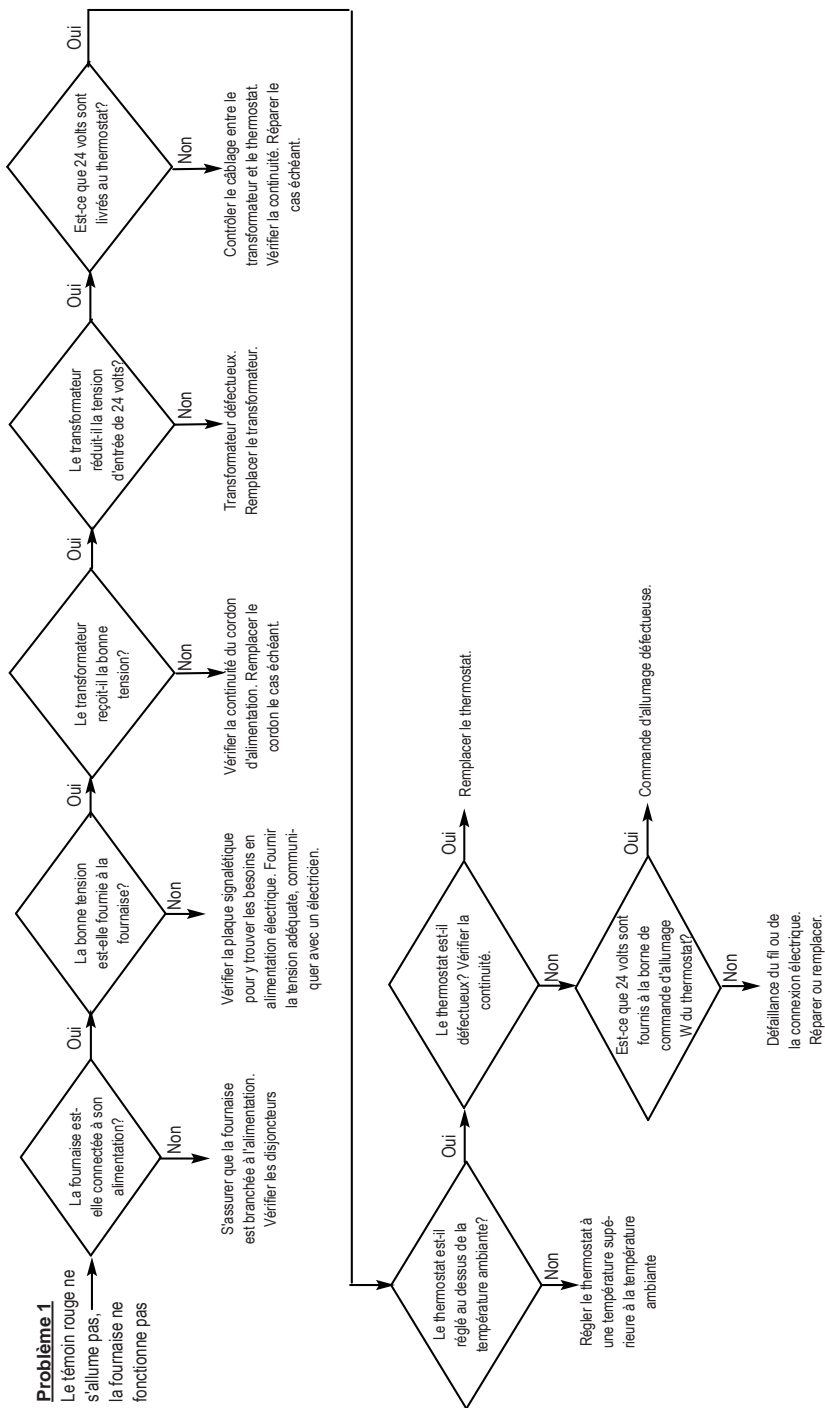 Problème 1
Le témoin rouge ne
s'allume pas,
la fournaise ne
fonctionne pas
La fournaise est-
elle connectée à son
alimentation?
Oui
Non
S'assurer que la fournaise
est branchée à l'alimentation.
Vérifier les disjoncteurs
La bonne tension
est-elle fournie à la
fournaise?
Oui
Non
Vérifier la plaque signalétique
pour y trouver les besoins en
alimentation électrique. Fournir
la tension adéquate, communi-
quer avec un électricien.
Le transformateur
reçoit-il la bonne
tension?
Oui
Non
Vérifier la continuité du cordon
d'alimentation. Remplacer le
cordon le cas échéant.
Le transformateur
réduit-il la tension
d'entrée de 24 volts?
Oui
Non
Transformateur défectueux.
Remplacer le transformateur.
Est-ce que 24 volts sont
livrés au thermostat?
Oui
Non
Contrôler le câblage entre le
transformateur et le thermostat.
Vérifier la continuité. Réparer le
cas échéant.
Le thermostat est-il
réglé au dessus de la
température ambiante?
Oui
Non
Régler le thermostat à
une température supé-
rieure à la température
ambiante
Le thermostat est-il
défectueux? Vérifier la
continuité.
Oui
Remplacer le thermostat.
Non
Est-ce que 24 volts sont
fournis à la borne de
commande d'allumage
W du thermostat?
Oui
Commande d'allumage défectueuse.
Non
Défaillance du fil ou de
la connexion électrique.
Réparer ou remplacer.